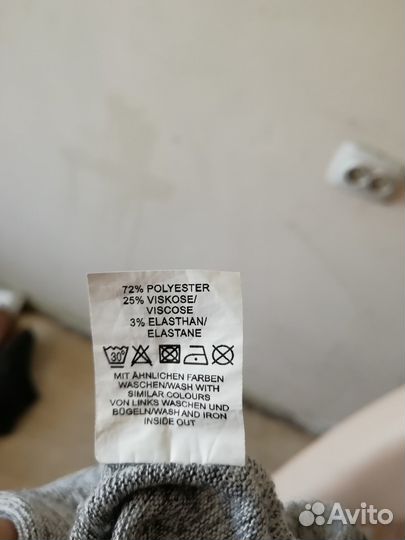 72% POLYESTER
25% VISKOSE/
VISCOSE
3% ELASTHAN/
ELASTANE
30°
MIT ÄHNLICHEN FARBEN
WASCHEN/WASH WITH
SIMILAR COLOURS
VON LINKS WASCHEN UND
BÜGELN/WASH AND IRON
INSIDE OUT
Avito